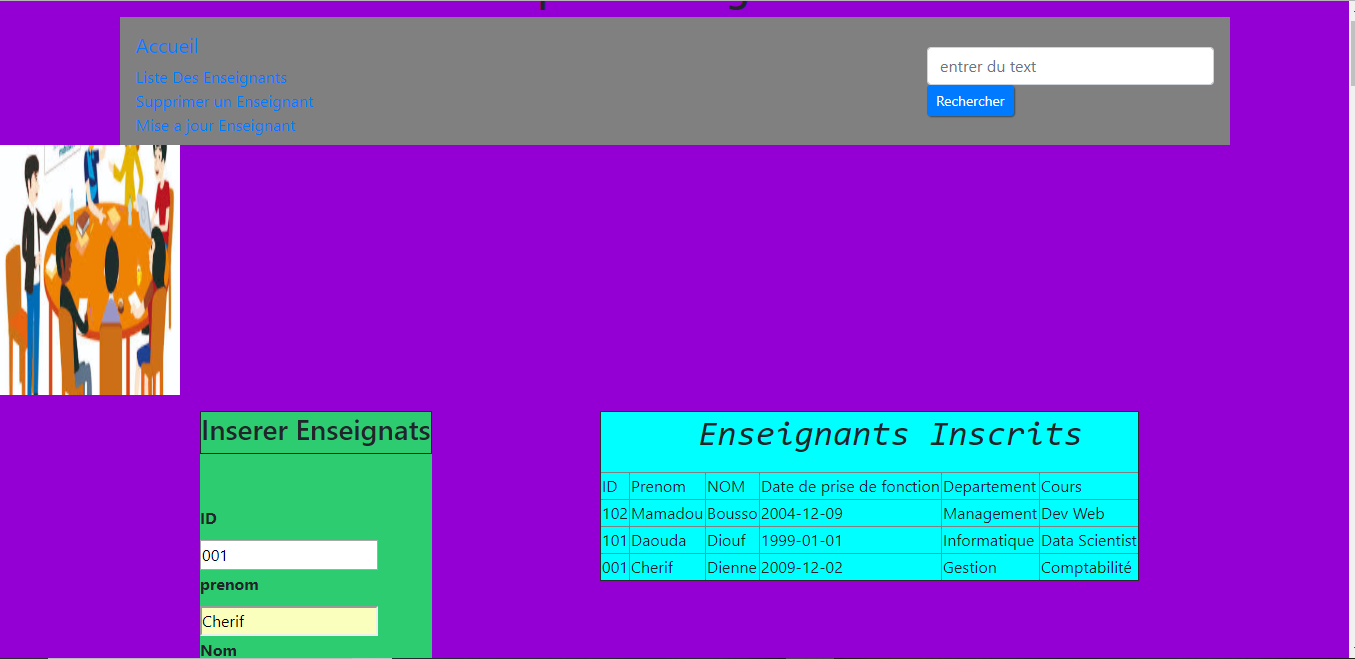 Accueil
Liste Des Enseignants
Supprimer un Enseignant
Mise a jour Enseignant
entrer du text
Rechercher
Inserer Enseignats
ID
001
prenom
Cherif
Nom
Enseignants Inscrits
ID Prenom NOM Date de prise de fonction Departement Cours
102 Mamadou Bousso 2004-12-09 Management Dev Web
101 Daouda Diouf 1999-01-01 Informatique Data Scientist
001 Cherif Dienne 2009-12-02 Gestion Comptabilité